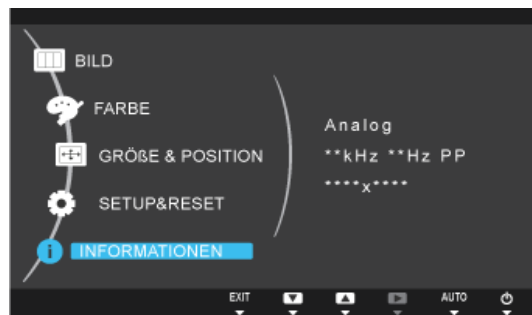 BILD
FARBE
GRÖßE & POSITION
SETUP&RESET
INFORMATIONEN
Analog
**kHz **Hz PP
****x****
EXIT AUTO